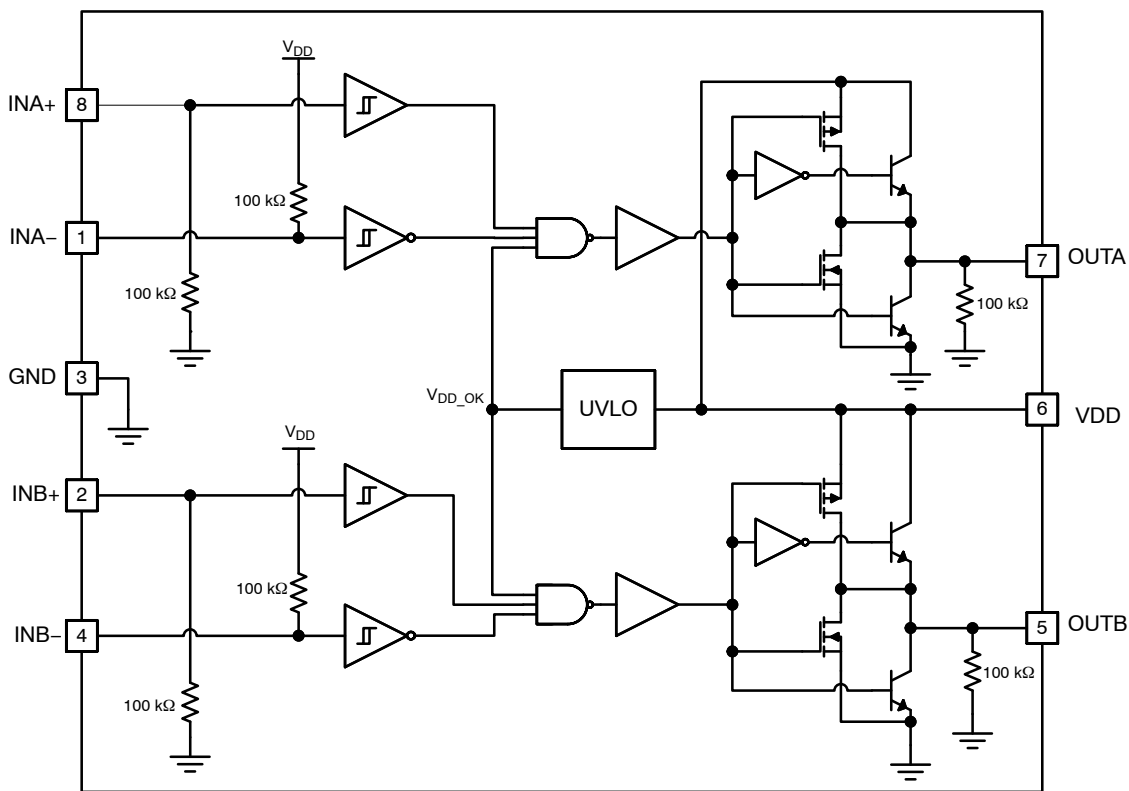 V_DD
INA+ 8
100 kΩ
INA− 1
100 kΩ
7 OUTA
100 kΩ
GND 3
V_DD_OK
UVLO
6 VDD
V_DD
INB+ 2
100 kΩ
INB− 4
5 OUTB
100 kΩ
100 kΩ